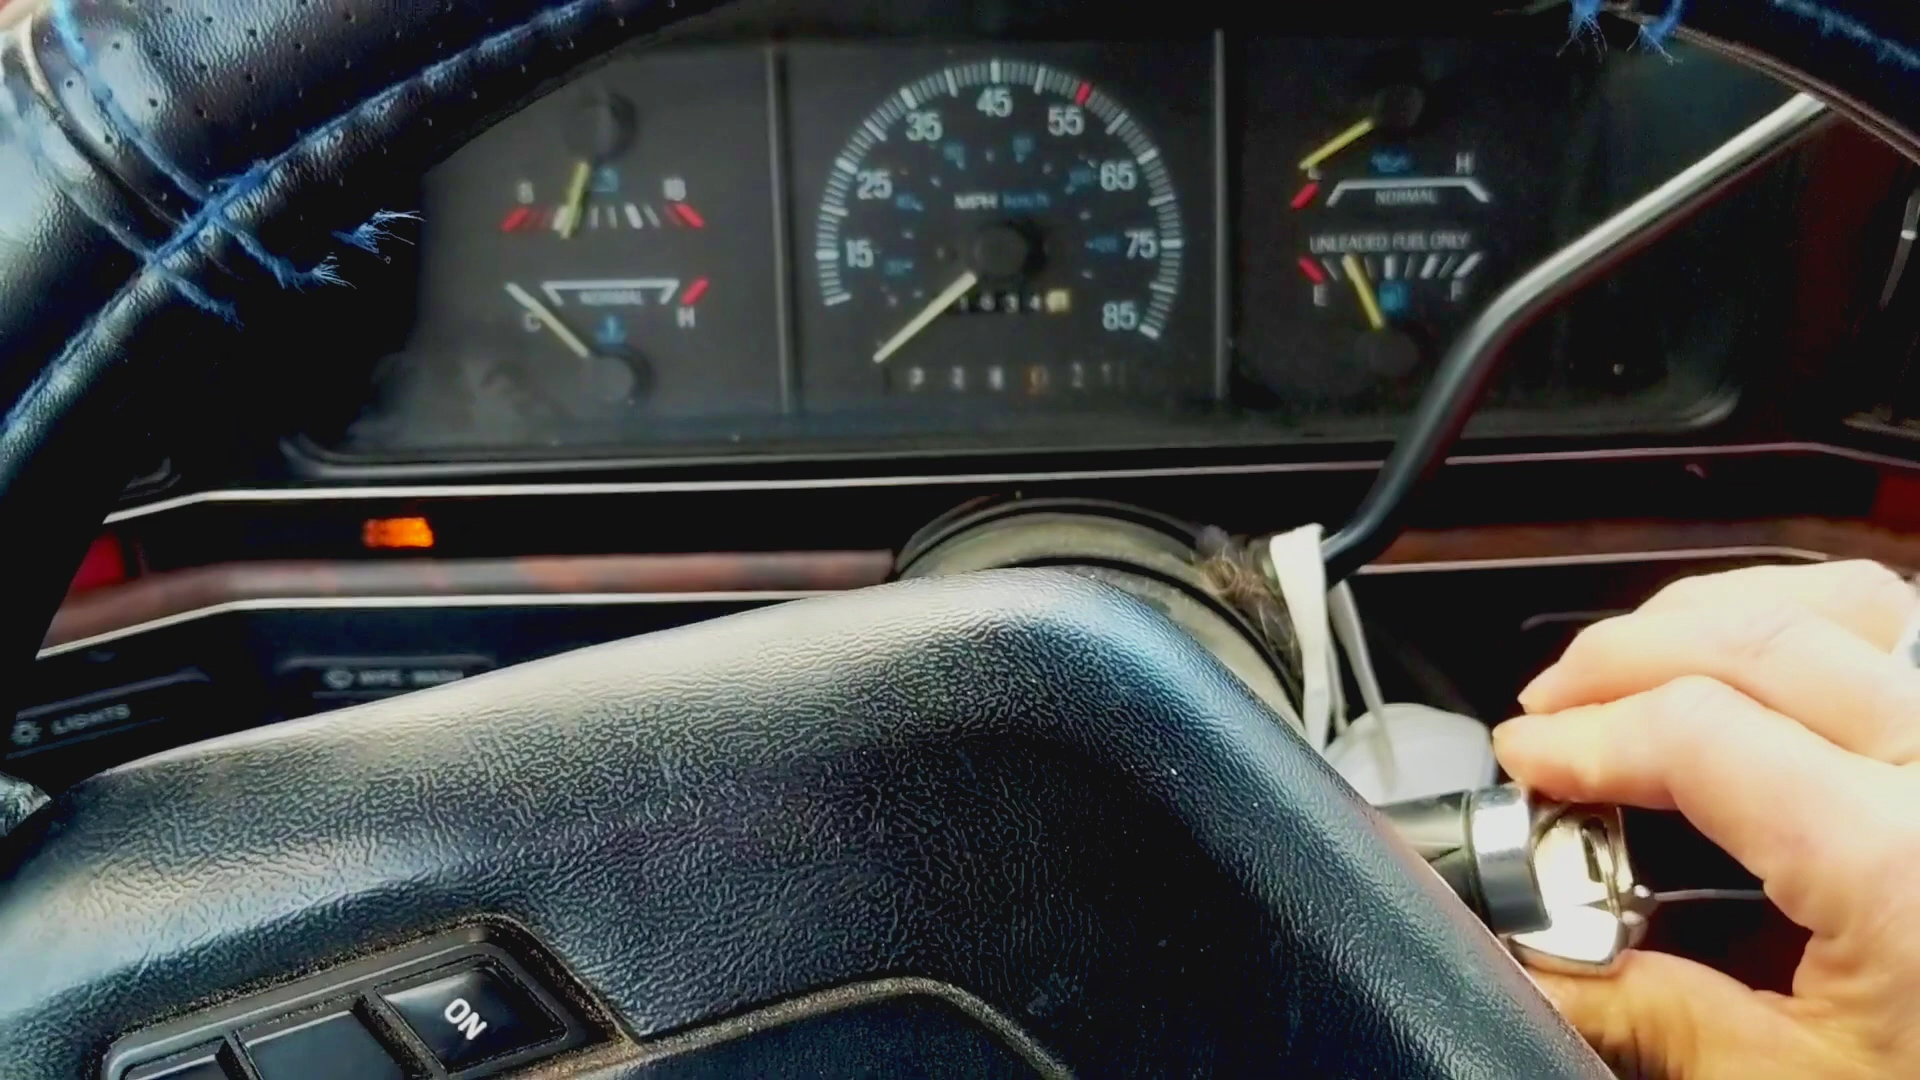 8 18
NORMAL
C H
45
35 55
25 65
MPH km/h
15 75
85
H
NORMAL
UNLEADED FUEL ONLY
E F
LIGHTS
WIPE - WASH
ON